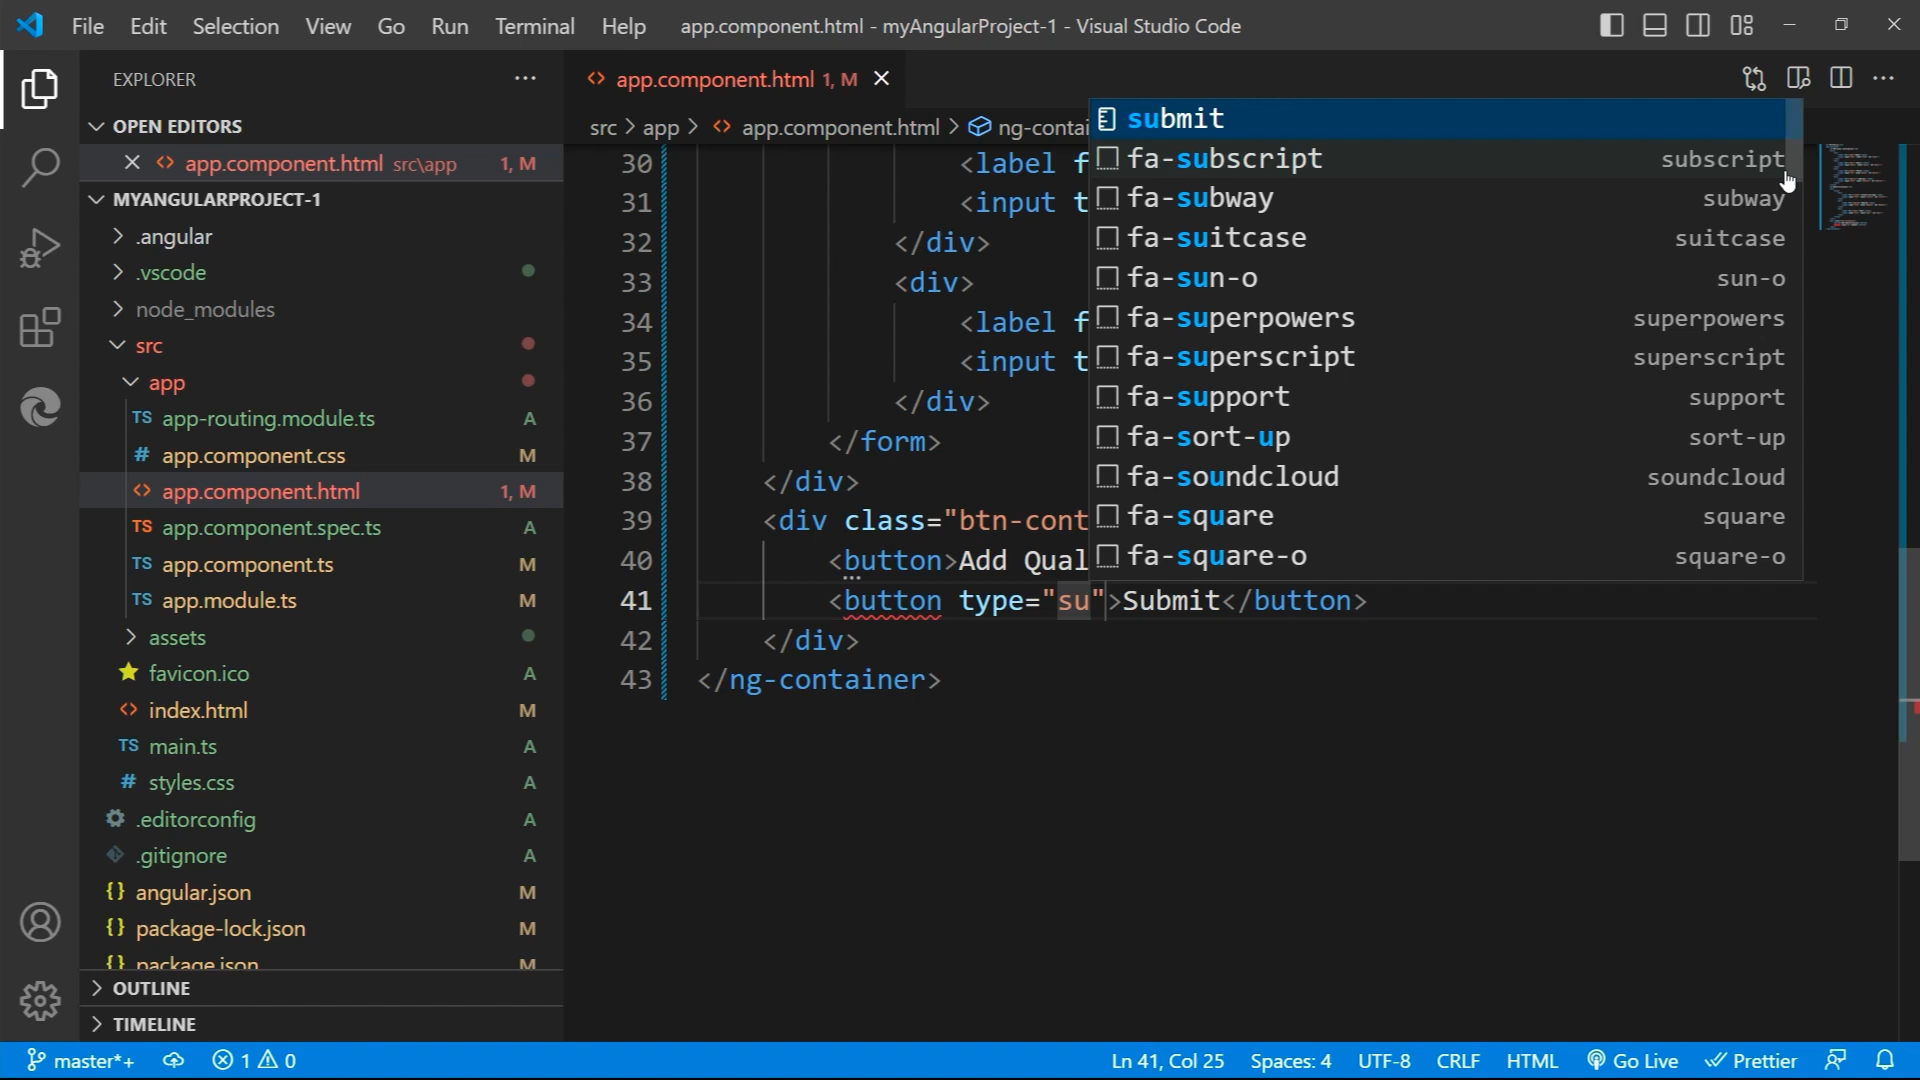 File Edit Selection View Go Run Terminal Help app.component.html - myAngularProject-1 - Visual Studio Code
EXPLORER
OPEN EDITORS
app.component.html src\app 1, M
MYANGULARPROJECT-1
.angular
.vscode
node_modules
src
app
TS app-routing.module.ts A
# app.component.css M
<> app.component.html 1, M
TS app.component.spec.ts A
TS app.component.ts M
TS app.module.ts M
assets
favicon.ico A
<> index.html M
TS main.ts A
# styles.css A
.editorconfig A
.gitignore A
{} angular.json M
{} package-lock.json M
{} package.json M
OUTLINE
TIMELINE
<> app.component.html 1, M
src > app > <> app.component.html > ng-contai
30 <label f
31 <input t
32 </div>
33 <div>
34 <label f
35 <input t
36 </div>
37 </form>
38 </div>
39 <div class="btn-cont
40 <button>Add Qual
41 <button type="su">Submit</button>
42 </div>
43 </ng-container>
submit
fa-subscript subscript
fa-subway subway
fa-suitcase suitcase
fa-sun-o sun-o
fa-superpowers superpowers
fa-superscript superscript
fa-support support
fa-sort-up sort-up
fa-soundcloud soundcloud
fa-square square
fa-square-o square-o
master*+ 1 0 Ln 41, Col 25 Spaces: 4 UTF-8 CRLF HTML Go Live Prettier